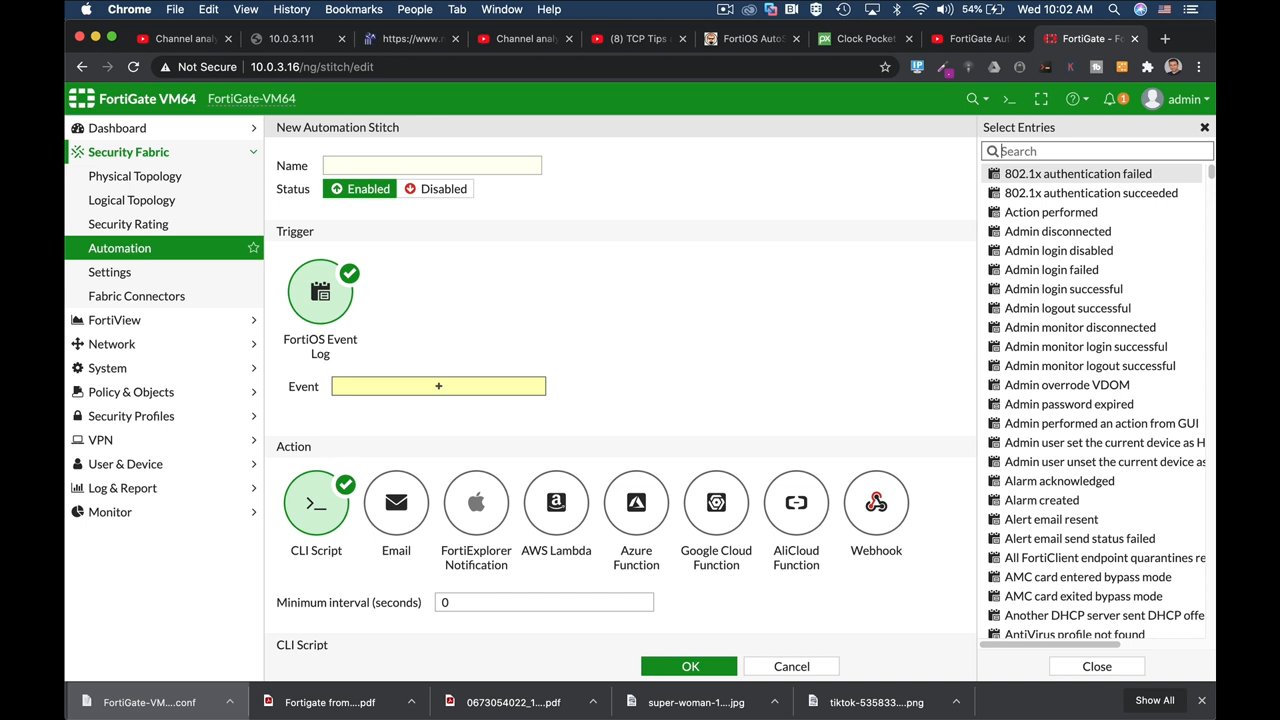 Chrome File Edit View History Bookmarks People Tab Window Help 54% Wed 10:02 AM
Channel anal 10.0.3.111 https://www.n Channel anal (8) TCP Tips a FortiOS AutoS Clock Pocket FortiGate Aut FortiGate - Fo
Not Secure 10.0.3.16/ng/stitch/edit
FortiGate VM64 FortiGate-VM64 1 admin
Dashboard
Security Fabric
Physical Topology
Logical Topology
Security Rating
Automation
Settings
Fabric Connectors
FortiView
Network
System
Policy & Objects
Security Profiles
VPN
User & Device
Log & Report
Monitor
New Automation Stitch
Name
Status Enabled Disabled
Trigger
FortiOS Event
Log
Event +
Action
CLI Script Email FortiExplorer Notification AWS Lambda Azure Function Google Cloud Function AliCloud Function Webhook
Minimum interval (seconds) 0
CLI Script
OK Cancel
Select Entries
Search
802.1x authentication failed
802.1x authentication succeeded
Action performed
Admin disconnected
Admin login disabled
Admin login failed
Admin login successful
Admin logout successful
Admin monitor disconnected
Admin monitor login successful
Admin monitor logout successful
Admin overrode VDOM
Admin password expired
Admin performed an action from GUI
Admin user set the current device as H
Admin user unset the current device as
Alarm acknowledged
Alarm created
Alert email resent
Alert email send status failed
All FortiClient endpoint quarantines re
AMC card entered bypass mode
AMC card exited bypass mode
Another DHCP server sent DHCP offe
AntiVirus profile not found
Close
FortiGate-VM....conf Fortigate from....pdf 0673054022_1....pdf super-woman-1....jpg tiktok-535833....png Show All